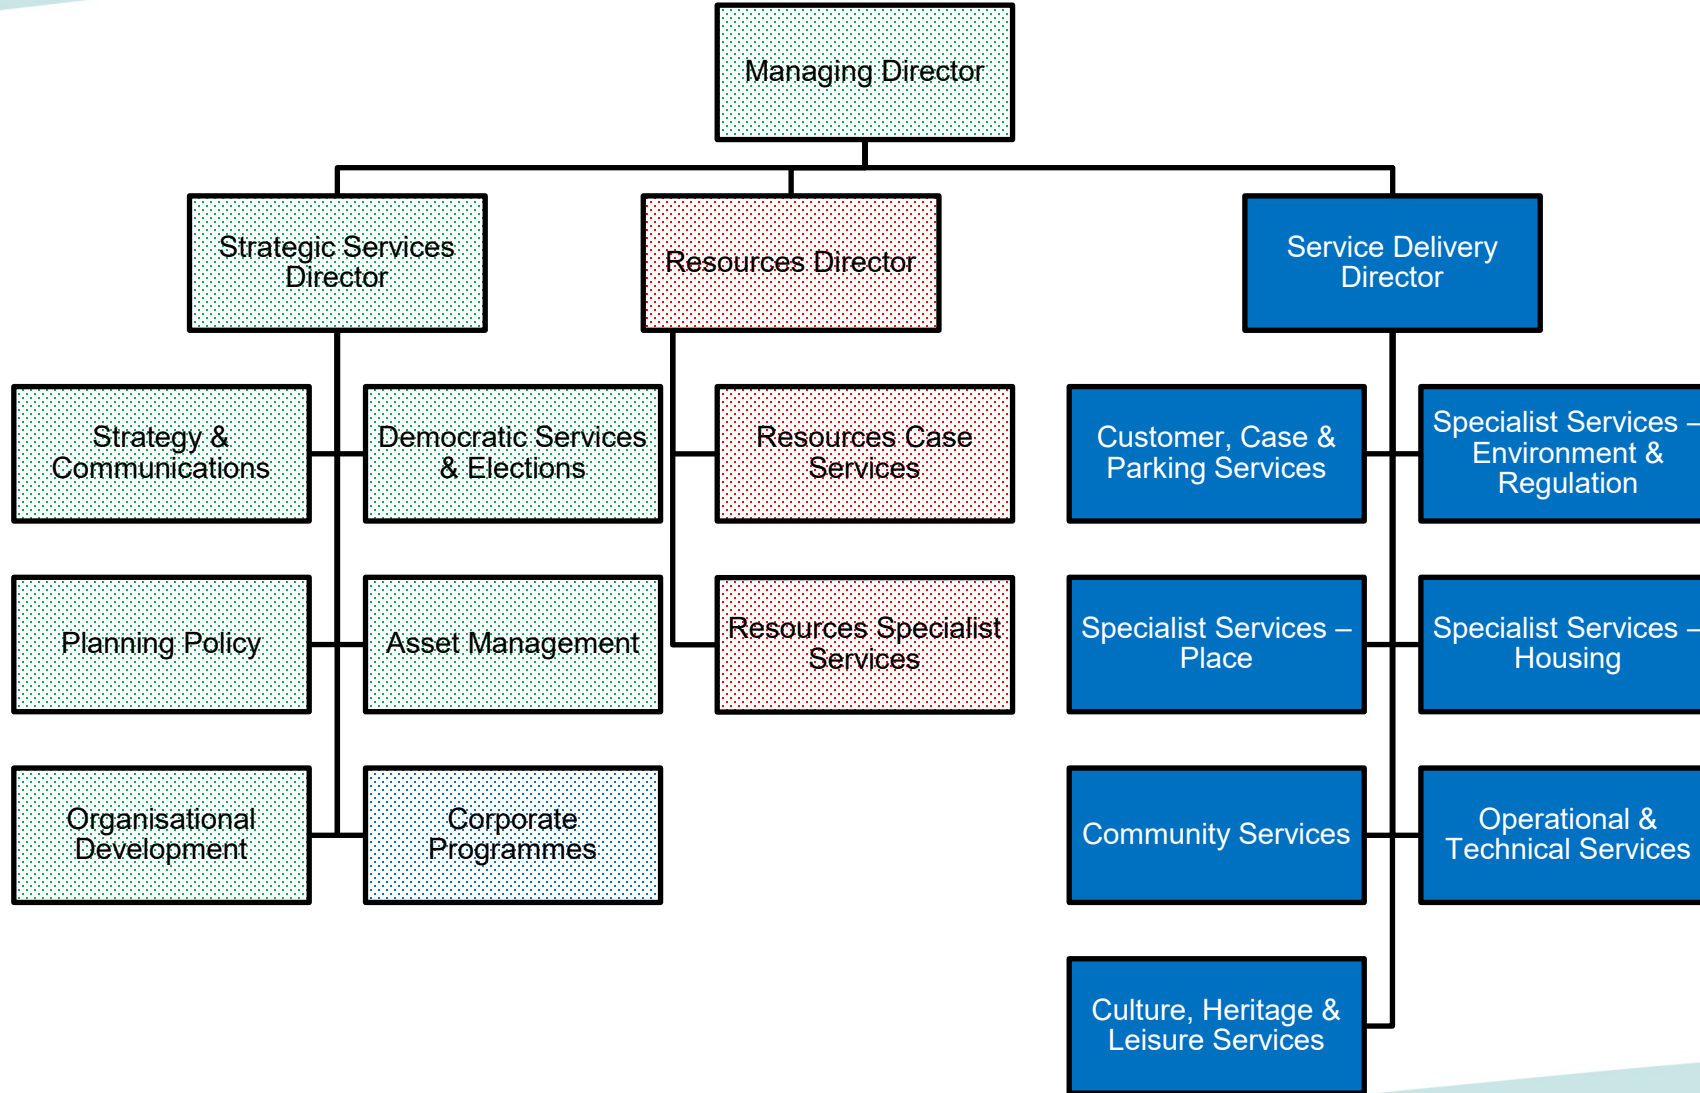 Managing Director
Strategic Services
Director
Resources Director
Service Delivery
Director
Strategy &
Communications
Democratic Services
& Elections
Resources Case
Services
Customer, Case &
Parking Services
Specialist Services –
Environment &
Regulation
Planning Policy
Asset Management
Resources Specialist
Services
Specialist Services –
Place
Specialist Services –
Housing
Organisational
Development
Corporate
Programmes
Community Services
Operational &
Technical Services
Culture, Heritage &
Leisure Services